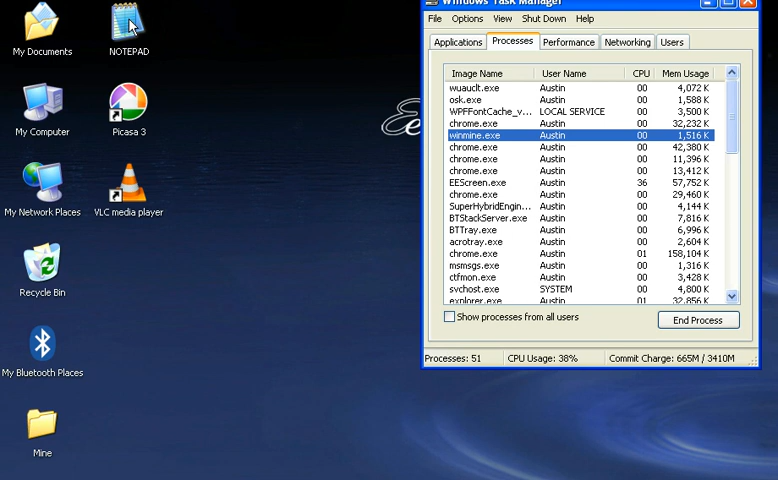 Windows Task Manager
File Options View Shut Down Help
Applications Processes Performance Networking Users
Image Name User Name CPU Mem Usage
wuauclt.exe Austin 00 4,072 K
osk.exe Austin 00 1,588 K
WPFFontCache_v... LOCAL SERVICE 00 3,500 K
chrome.exe Austin 00 32,232 K
winmine.exe Austin 00 1,516 K
chrome.exe Austin 00 42,380 K
chrome.exe Austin 00 11,396 K
chrome.exe Austin 00 13,412 K
EEScreen.exe Austin 36 57,752 K
chrome.exe Austin 00 29,460 K
SuperHybridEngin... Austin 00 4,144 K
BTStackServer.exe Austin 00 7,816 K
BTTray.exe Austin 00 6,996 K
acrotray.exe Austin 00 2,604 K
chrome.exe Austin 01 158,104 K
msmsgs.exe Austin 00 1,316 K
ctfmon.exe Austin 00 3,428 K
svchost.exe SYSTEM 00 4,800 K
explorer.exe Austin 01 32,856 K
Show processes from all users
End Process
Processes: 51 CPU Usage: 38% Commit Charge: 665M / 3410M
My Documents
NOTEPAD
My Computer
Picasa 3
My Network Places
VLC media player
Recycle Bin
My Bluetooth Places
Mine